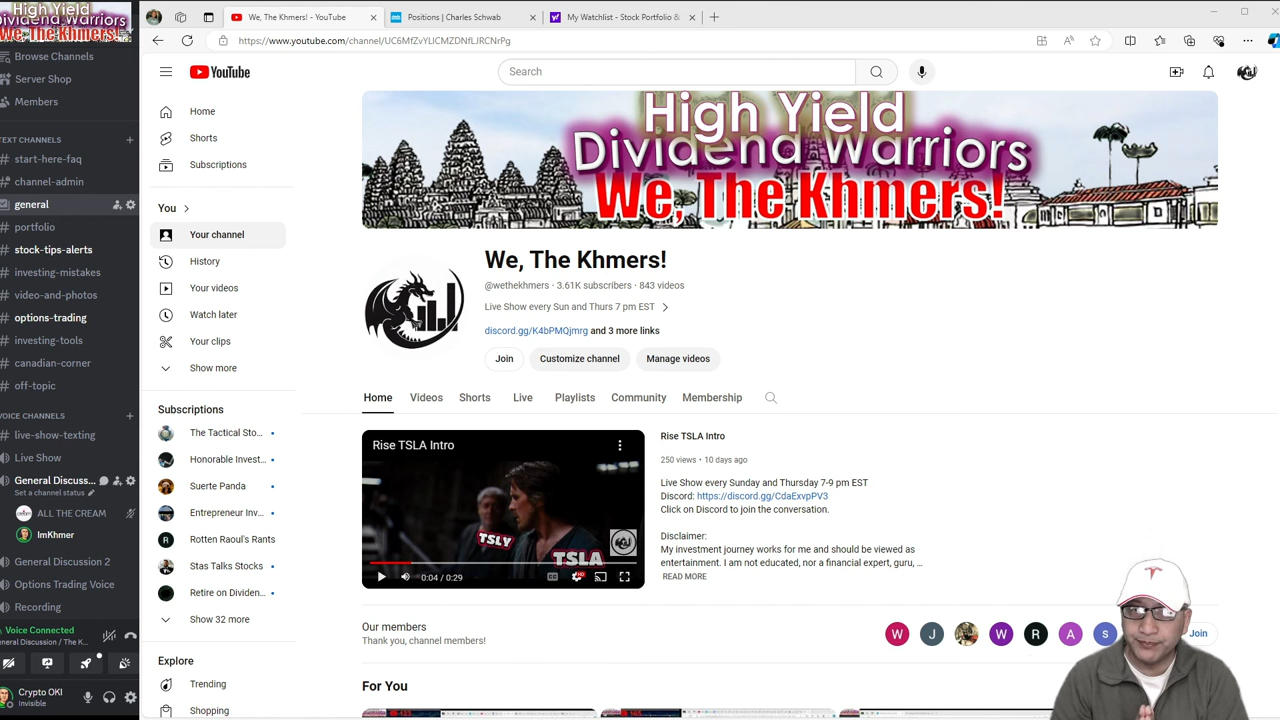 High Yield
Dividend Warriors
We, The Khmers!
Browse Channels
Server Shop
Members
TEXT CHANNELS
start-here-faq
channel-admin
general
portfolio
stock-tips-alerts
investing-mistakes
video-and-photos
options-trading
investing-tools
canadian-corner
off-topic
VOICE CHANNELS
live-show-texting
Live Show
General Discuss...
Set a channel status
ALL THE CREAM
ImKhmer
General Discussion 2
Options Trading Voice
Recording
Voice Connected
General Discussion / The K...
Crypto OKI
Invisible
We, The Khmers! - YouTube
Positions | Charles Schwab
My Watchlist - Stock Portfolio &
https://www.youtube.com/channel/UC6MfZvYLlCMZDNfLJRCNrPg
YouTube
Search
Home
Shorts
Subscriptions
You
Your channel
History
Your videos
Watch later
Your clips
Show more
Subscriptions
The Tactical Sto...
Honorable Invest...
Suerte Panda
Entrepreneur Inv...
Rotten Raoul's Rants
Stas Talks Stocks
Retire on Dividen...
Show 32 more
Explore
Trending
Shopping
High Yield
Dividend Warriors
We, The Khmers!
We, The Khmers!
@wethekhmers · 3.61K subscribers · 843 videos
Live Show every Sun and Thurs 7 pm EST
discord.gg/K4bPMQjmrg and 3 more links
Join Customize channel Manage videos
Home Videos Shorts Live Playlists Community Membership
Rise TSLA Intro
TSLY
TSLA
0:04 / 0:29
Rise TSLA Intro
250 views • 10 days ago
Live Show every Sunday and Thursday 7-9 pm EST
Discord: https://discord.gg/CdaExvpPV3
Click on Discord to join the conversation.
Disclaimer:
My investment journey works for me and should be viewed as
entertainment. I am not educated, nor a financial expert, guru, ...
READ MORE
Our members
Thank you, channel members!
W J W R A s
Join
For You